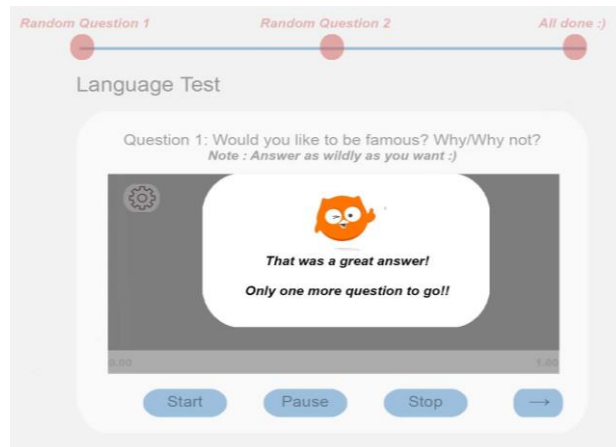 Random Question 1 Random Question 2 All done :)
Language Test
Question 1: Would you like to be famous? Why/Why not?
Note : Answer as wildly as you want :)
That was a great answer!
Only one more question to go!!
0.00 1.00
Start Pause Stop →